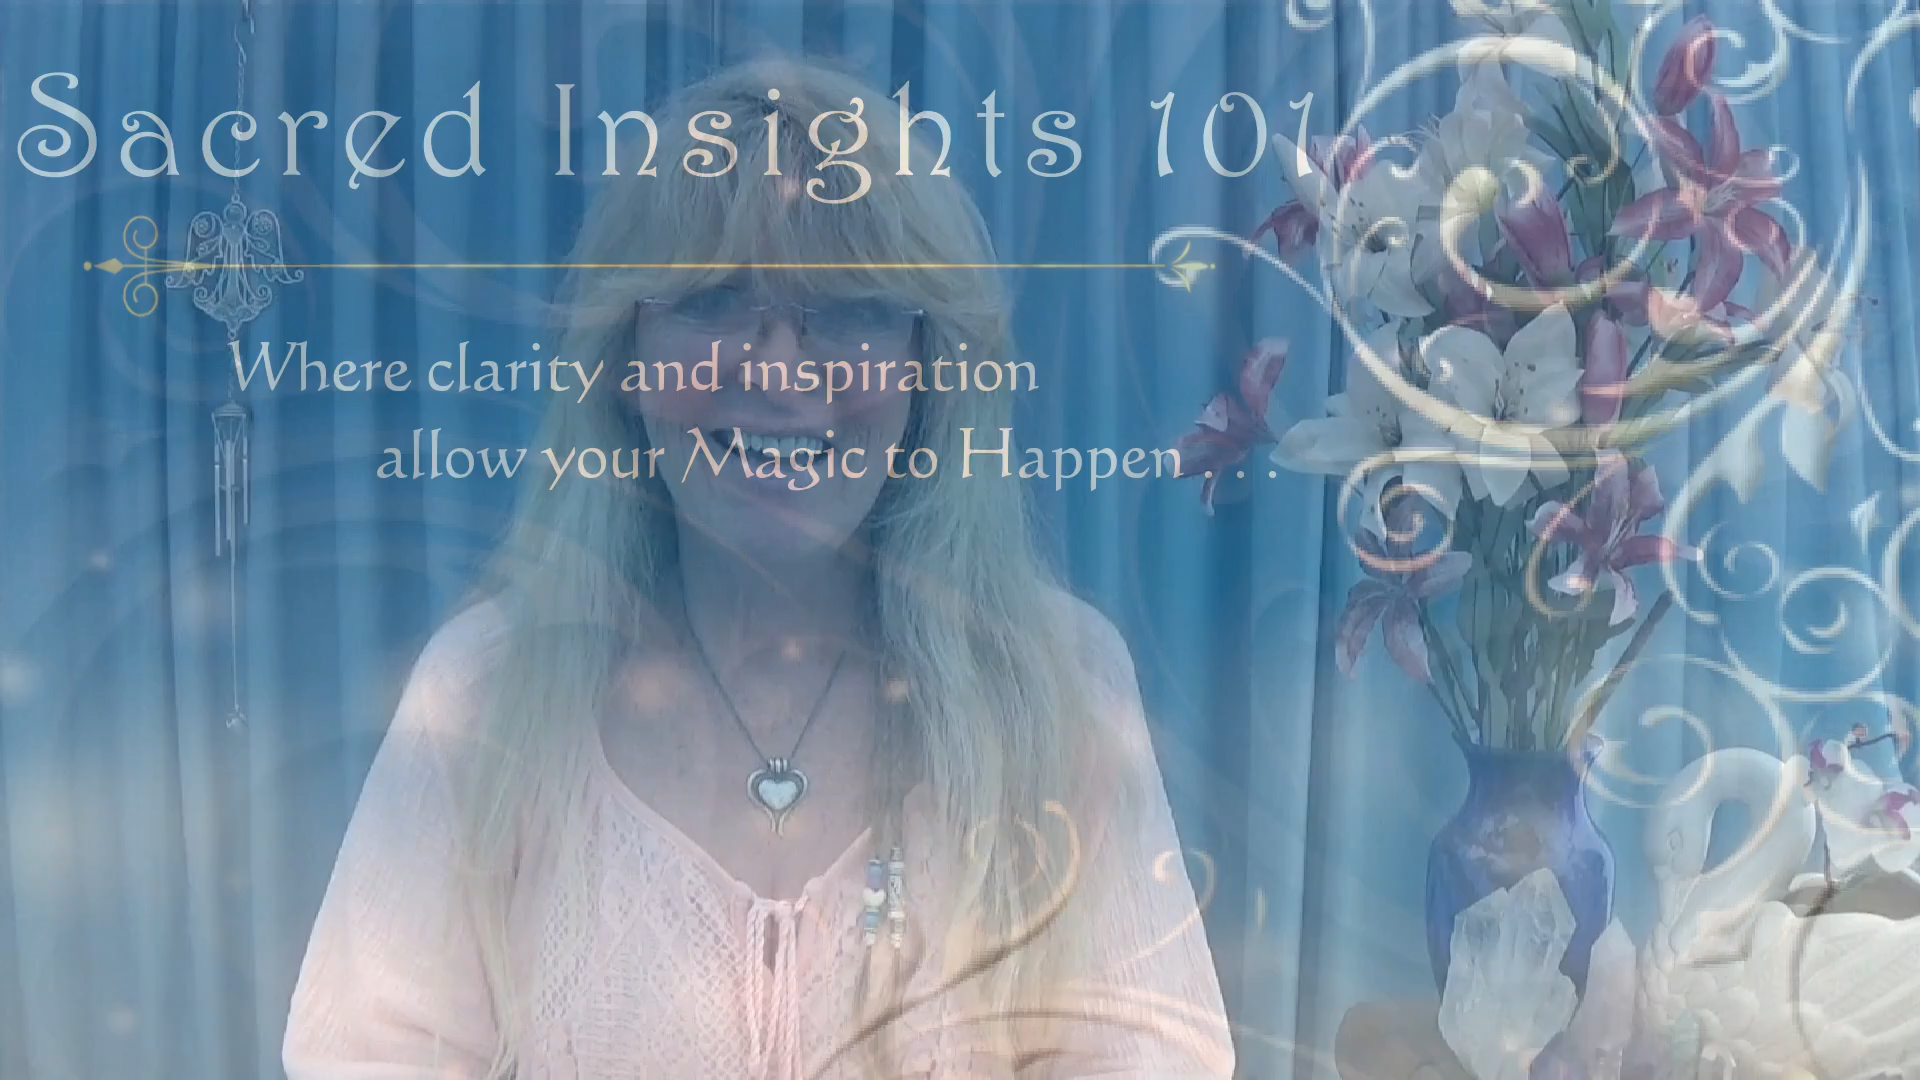 Sacred Insights 101
Where clarity and inspiration
allow your Magic to Happen . . .